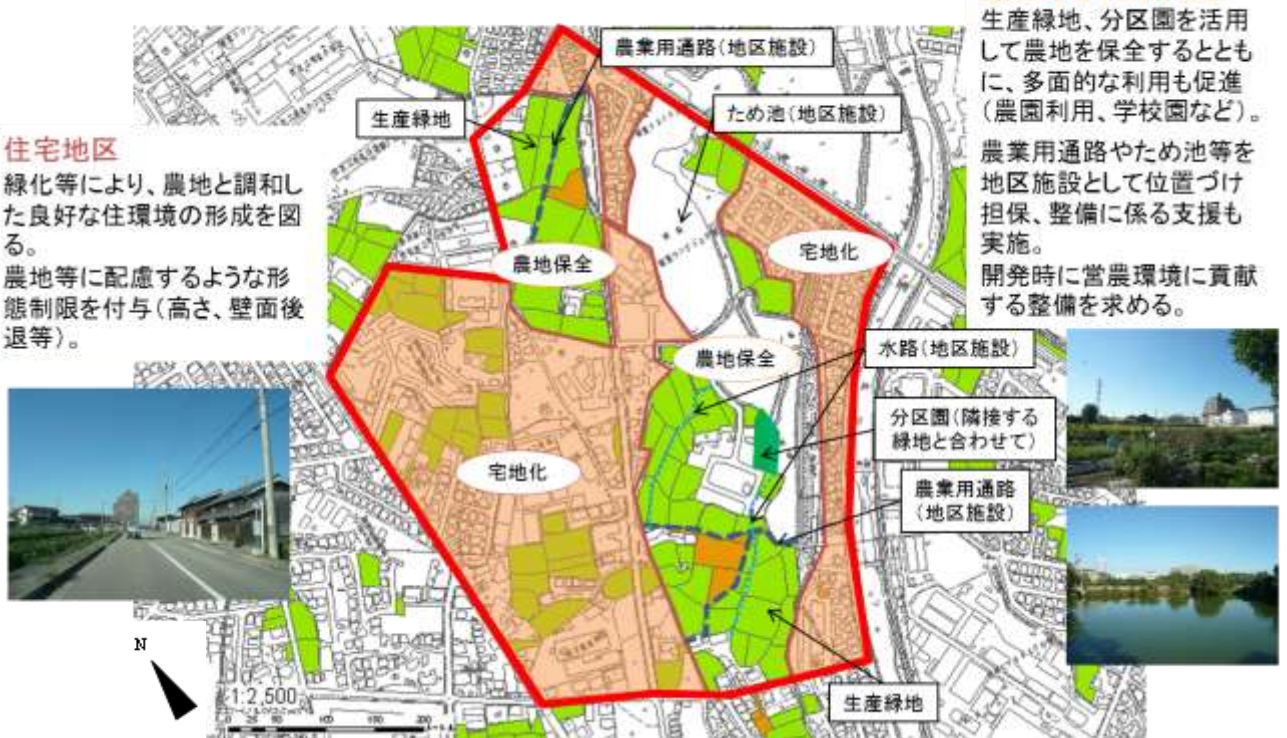 住宅地区
緑化等により、農地と調和し
た良好な住環境の形成を図
る。
農地等に配慮するような形
態制限を付与(高さ、壁面後
退等)。
農業用通路(地区施設)
生産緑地
ため池(地区施設)
農地保全
宅地化
農地保全
水路(地区施設)
分区園(隣接する
緑地と合わせて)
宅地化
農業用通路
(地区施設)
生産緑地
生産緑地、分区園を活用
して農地を保全するととも
に、多面的な利用も促進
(農園利用、学校園など)。
農業用通路やため池等を
地区施設として位置づけ
担保、整備に係る支援も
実施。
開発時に営農環境に貢献
する整備を求める。
N
1:2,500